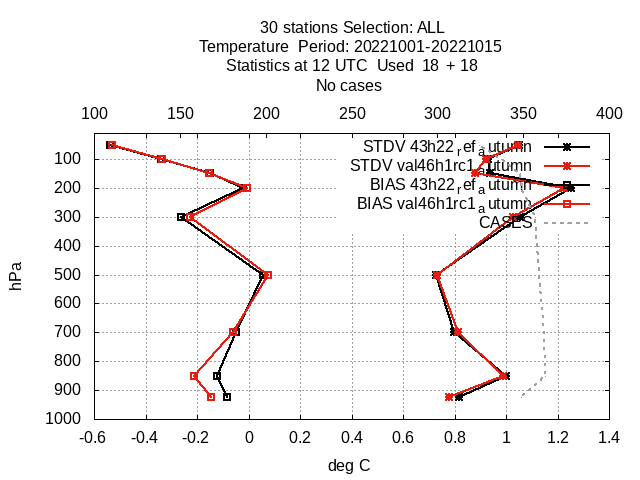 30 stations Selection: ALL
Temperature  Period: 20221001-20221015
Statistics at 12 UTC  Used  18  + 18
No cases
100 150 200 250 300 350 400
STDV 43h22_ref_autumn
STDV val46h1rc1_autumn
BIAS 43h22_ref_autumn
BIAS val46h1rc1_autumn
CASES
100
200
300
400
500
600
700
800
900
1000
hPa
-0.6 -0.4 -0.2 0 0.2 0.4 0.6 0.8 1 1.2 1.4
deg C